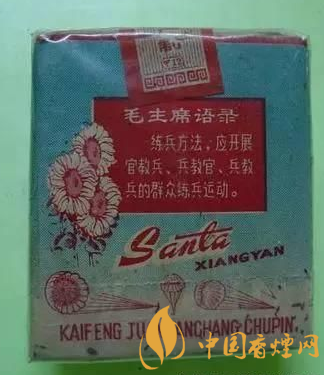 毛主席语录
练兵方法，应开展
官教兵、兵教官、兵教
兵的群众练兵运动。
Santa
XIANGYAN
KAIFENG CHUPIN
中国香烟网